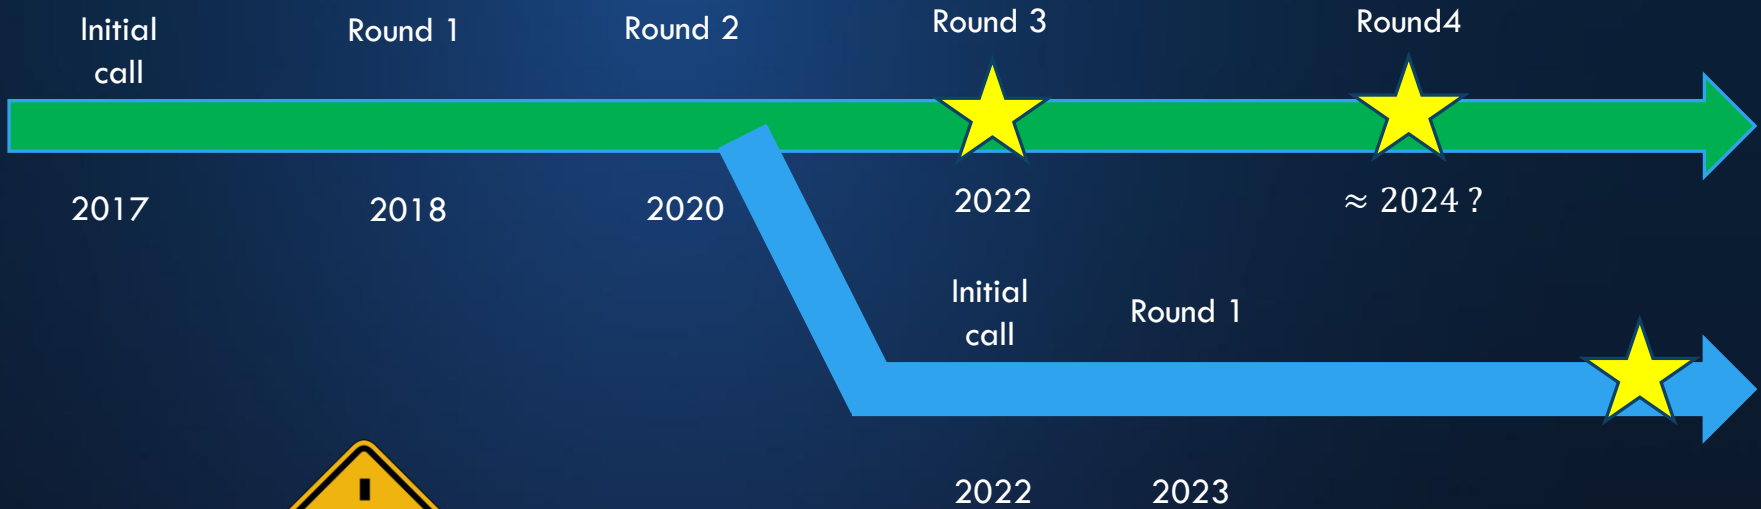 Initial
call
Round 1
Round 2
Round 3
Round4
2017
2018
2020
2022
≈ 2024 ?
Initial
call
Round 1
2022
2023